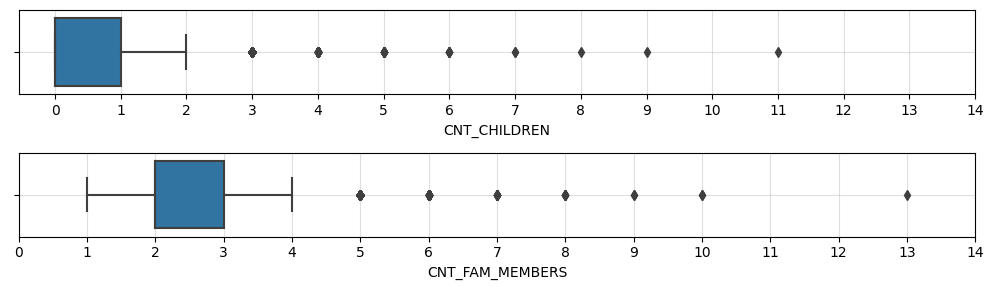 0 1 2 3 4 5 6 7 8 9 10 11 12 13 14
CNT_CHILDREN
0 1 2 3 4 5 6 7 8 9 10 11 12 13 14
CNT_FAM_MEMBERS